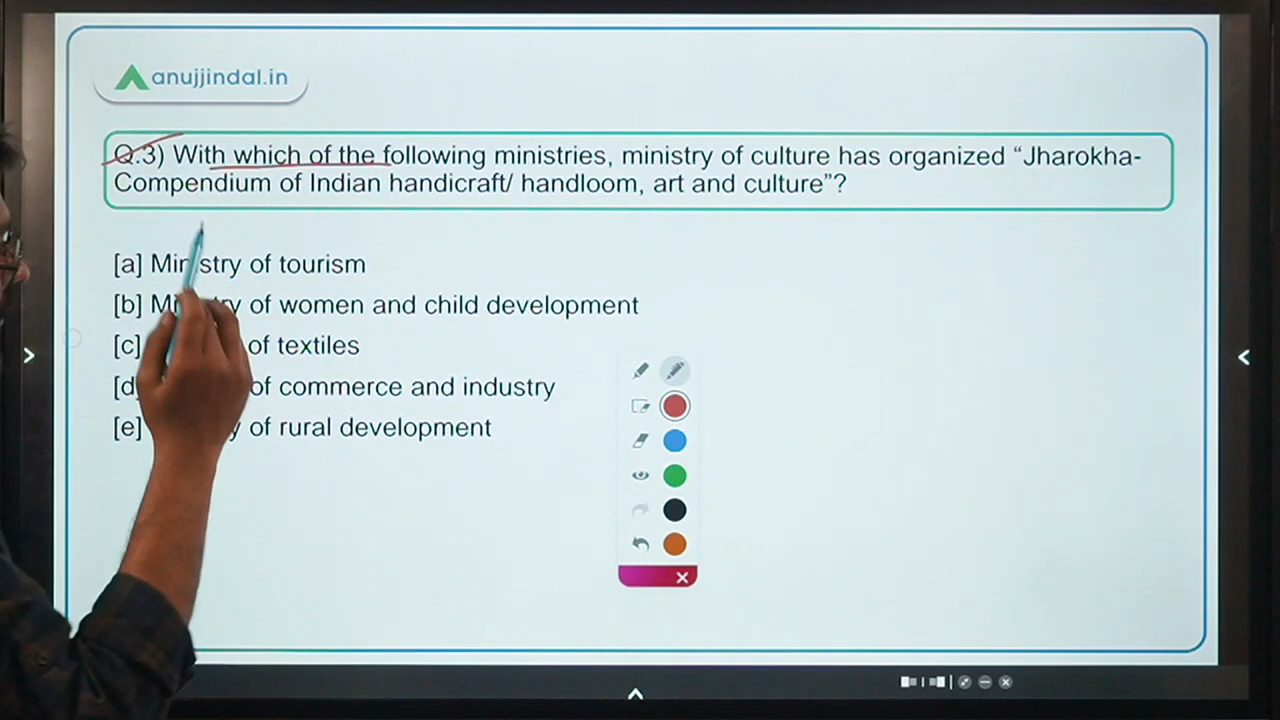 anujjindal.in
Q.3) With which of the following ministries, ministry of culture has organized “Jharokha-
Compendium of Indian handicraft/ handloom, art and culture”?
[a] Ministry of tourism
[b] Ministry of women and child development
[c] of textiles
[d] of commerce and industry
[e] of rural development